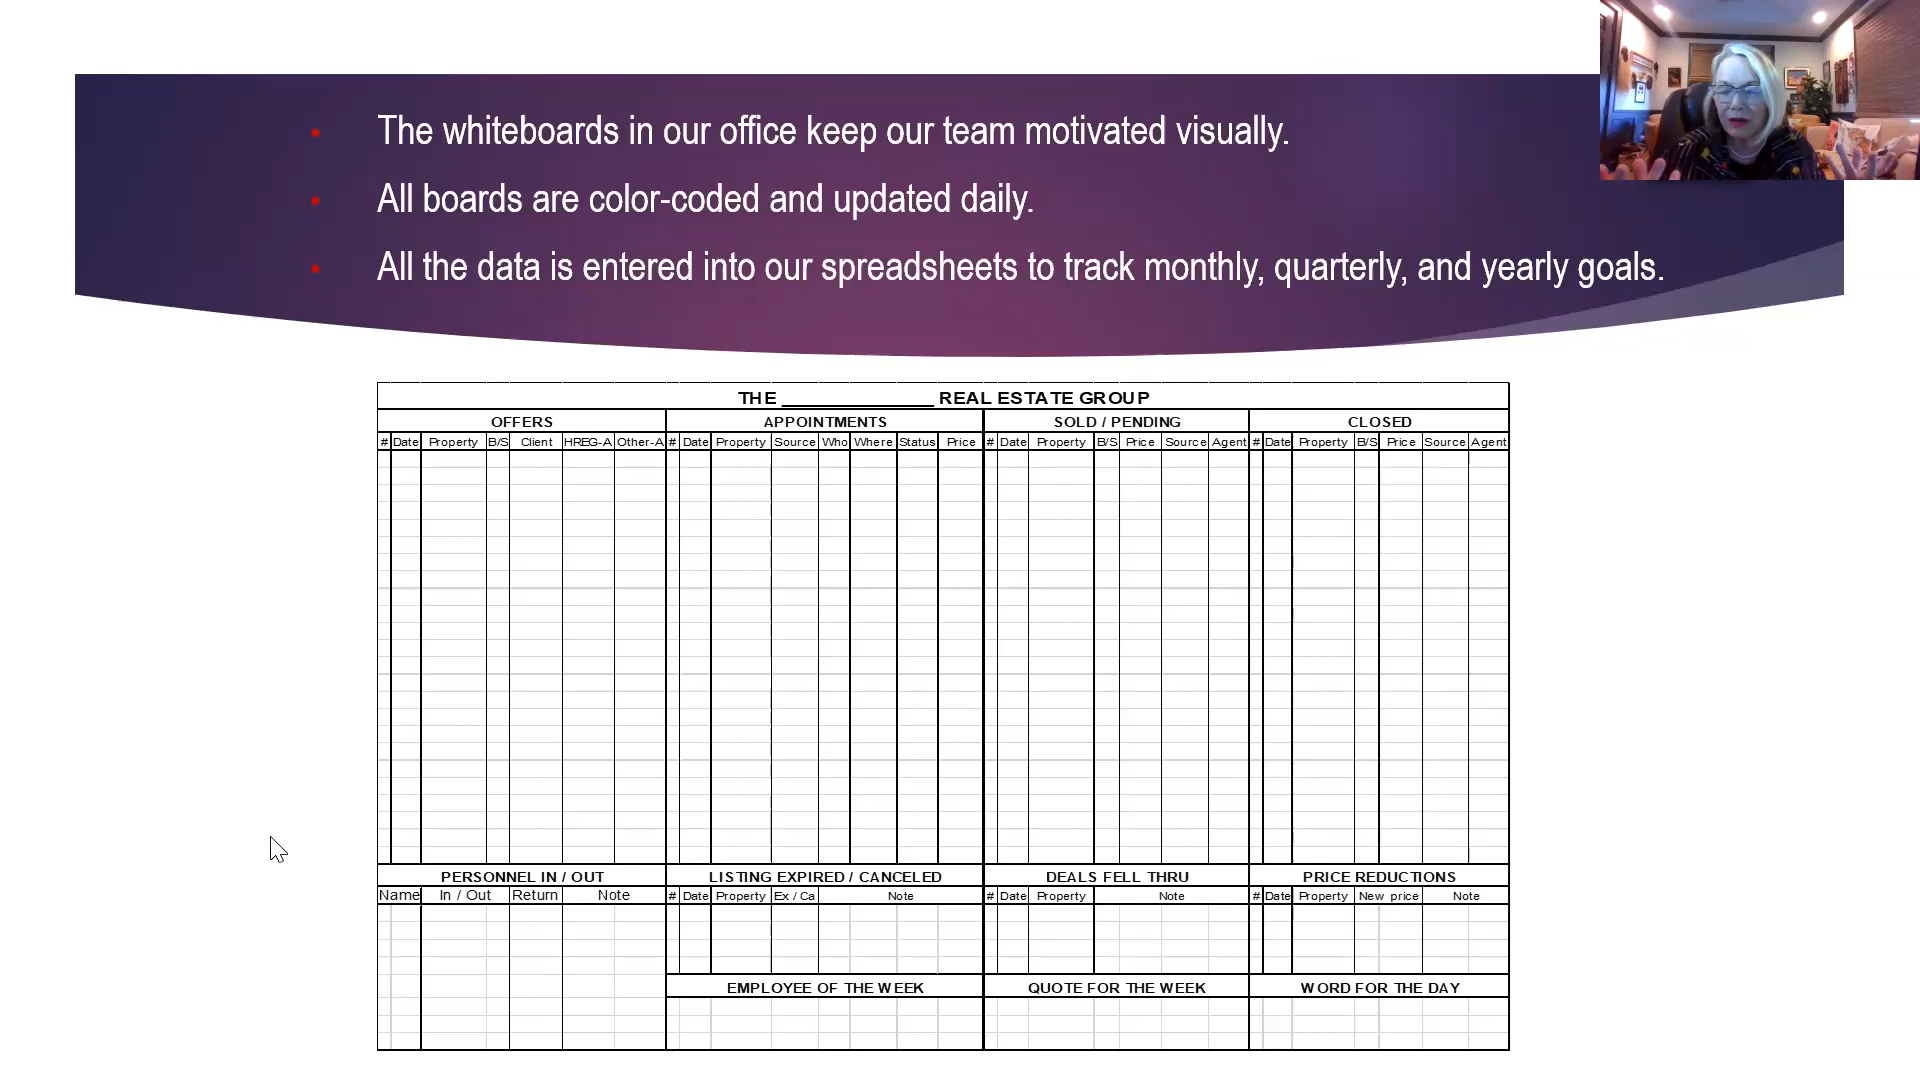 The whiteboards in our office keep our team motivated visually.
All boards are color-coded and updated daily.
All the data is entered into our spreadsheets to track monthly, quarterly, and yearly goals.
THE ______________ REAL ESTATE GROUP
OFFERS APPOINTMENTS SOLD / PENDING CLOSED
# Date Property B/S Client HREG-A Other-A # Date Property Source Who Where Status Price # Date Property B/S Price Source Agent # Date Property B/S Price Source Agent
PERSONNEL IN / OUT LISTING EXPIRED / CANCELED DEALS FELL THRU PRICE REDUCTIONS
Name In / Out Return Note # Date Property Ex / Ca Note # Date Property Note # Date Property New price Note
EMPLOYEE OF THE WEEK QUOTE FOR THE WEEK WORD FOR THE DAY